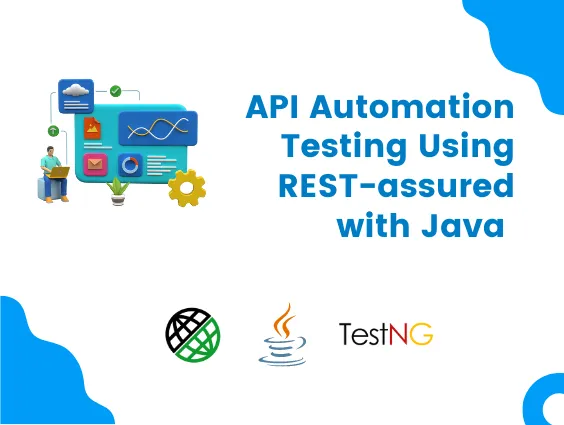 API Automation
Testing Using
REST-assured
with Java
TestNG